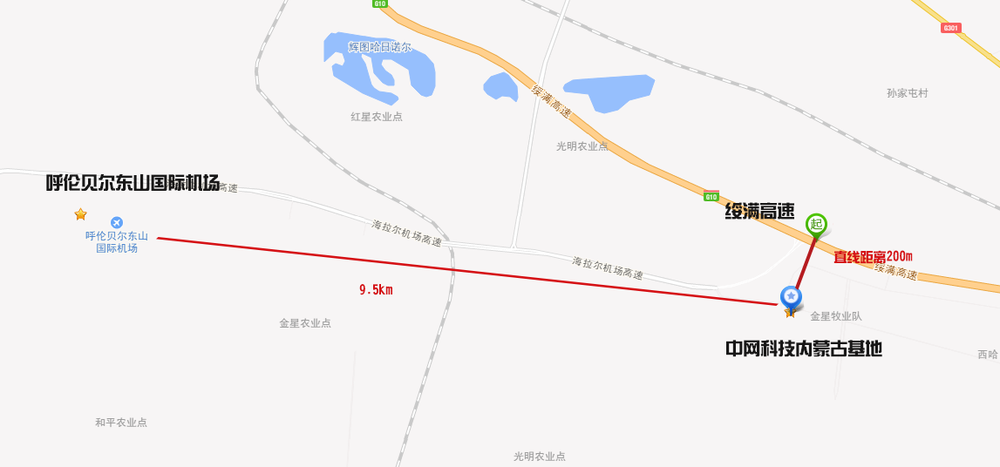 G10
G301
辉图哈日诺尔
绥满高速
孙家屯村
红星农业点
光明农业点
呼伦贝尔东山国际机场
高速
G10
绥满高速
起
呼伦贝尔东山
国际机场
海拉尔机场高速
直线距离200m
海拉尔机场高速
绥满高速
9.5km
金星农业点
金星牧业队
中网科技内蒙古基地
西哈
和平农业点
光明农业点